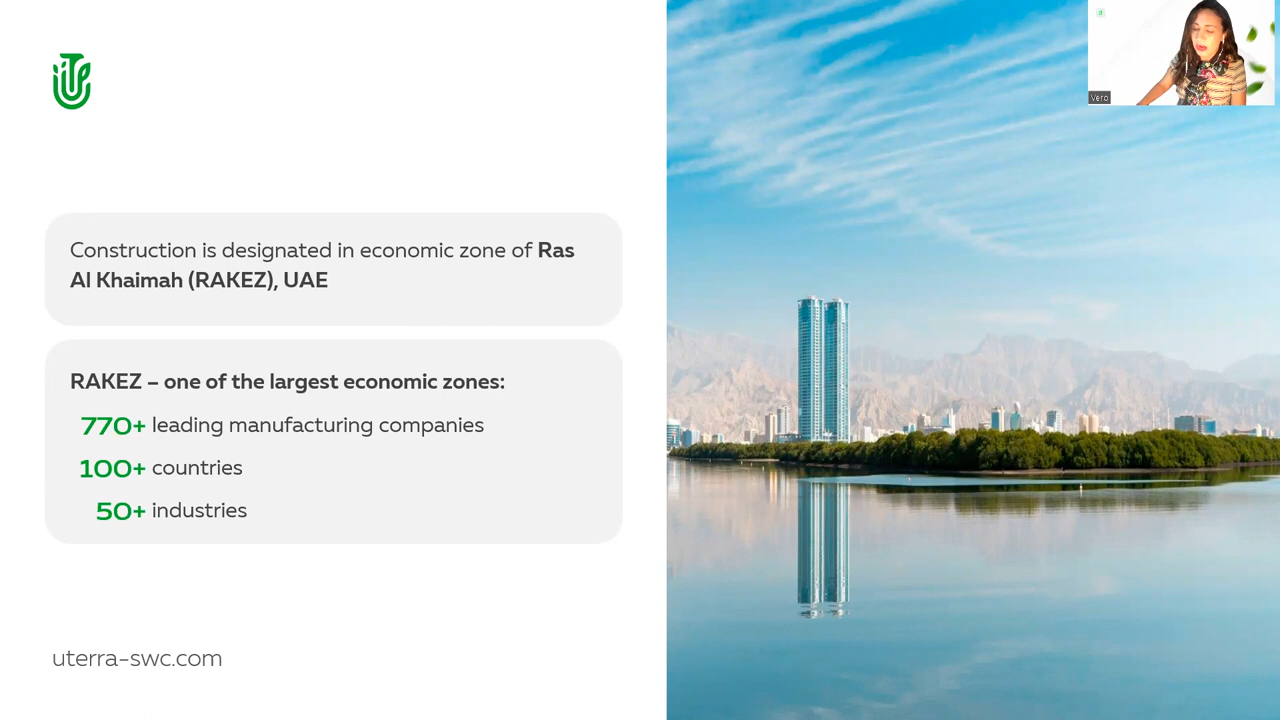 Construction is designated in economic zone of Ras
Al Khaimah (RAKEZ), UAE
RAKEZ – one of the largest economic zones:
770+ leading manufacturing companies
100+ countries
50+ industries
uterra-swc.com
Vero